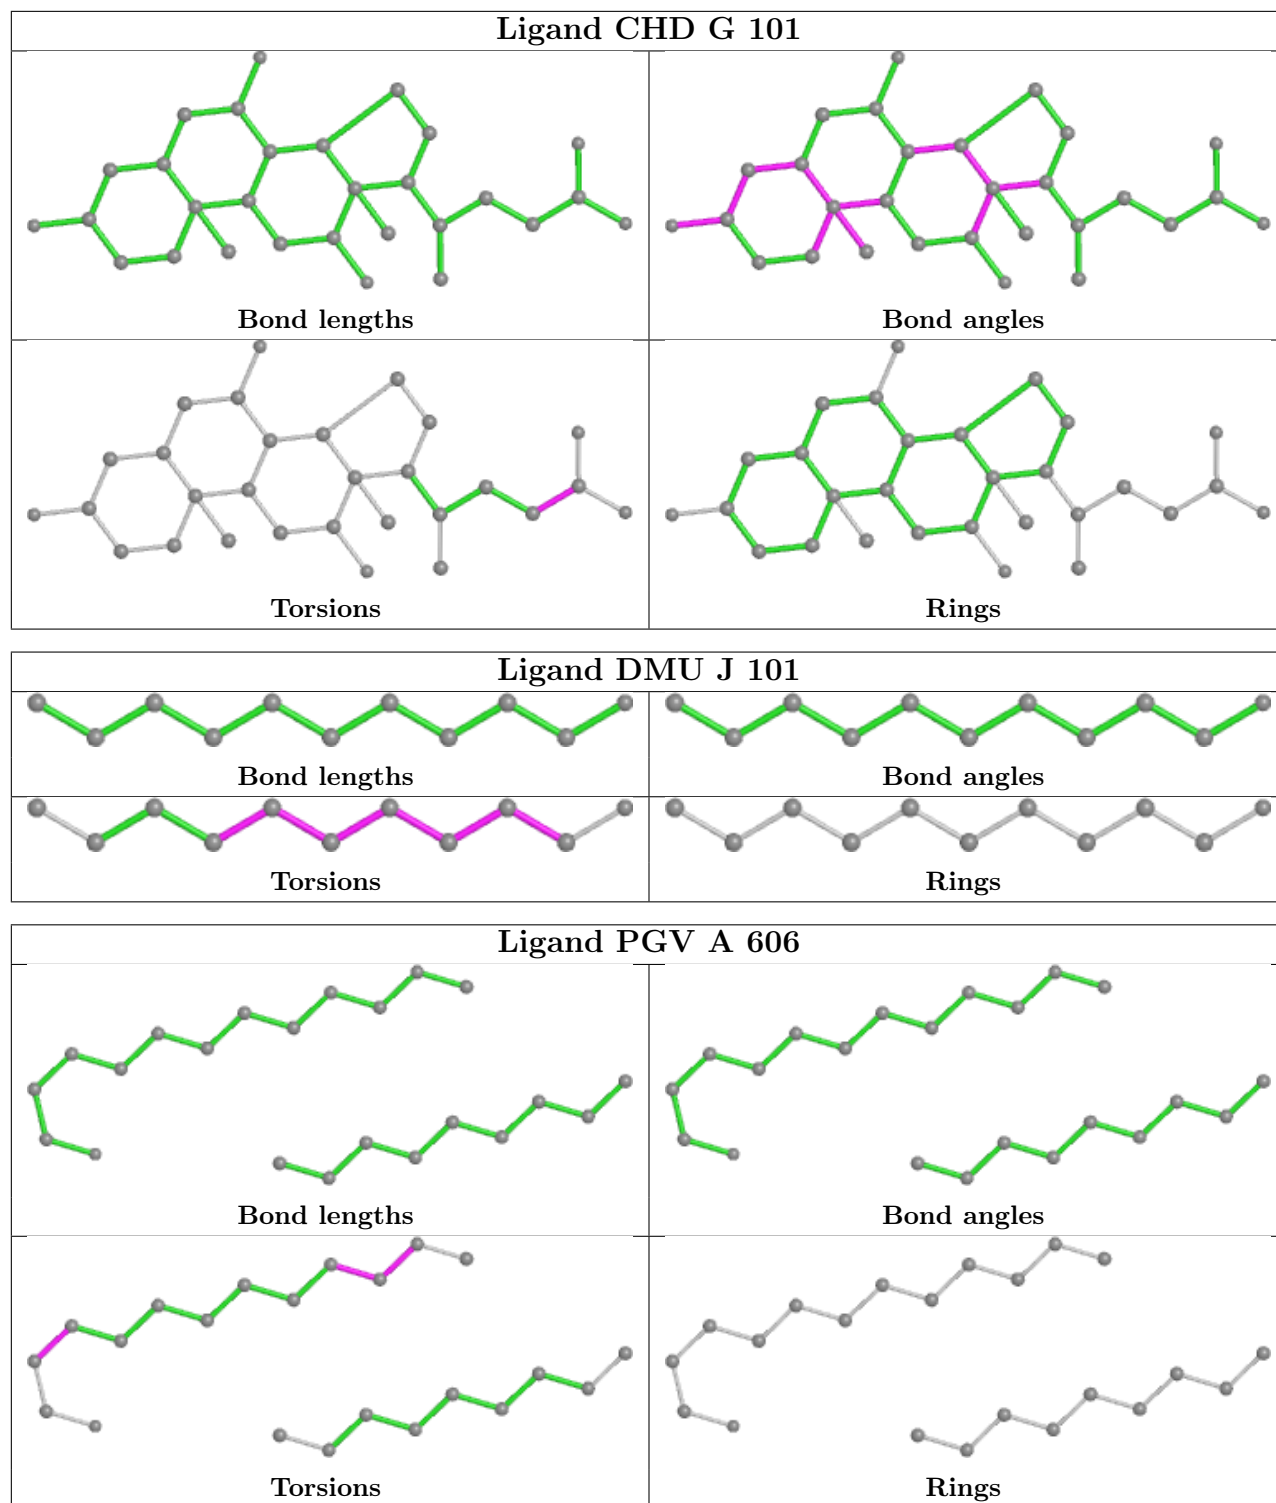 Ligand CHD G 101
Bond lengths
Bond angles
Torsions
Rings
Ligand DMU J 101
Bond lengths
Bond angles
Torsions
Rings
Ligand PGV A 606
Bond lengths
Bond angles
Torsions
Rings